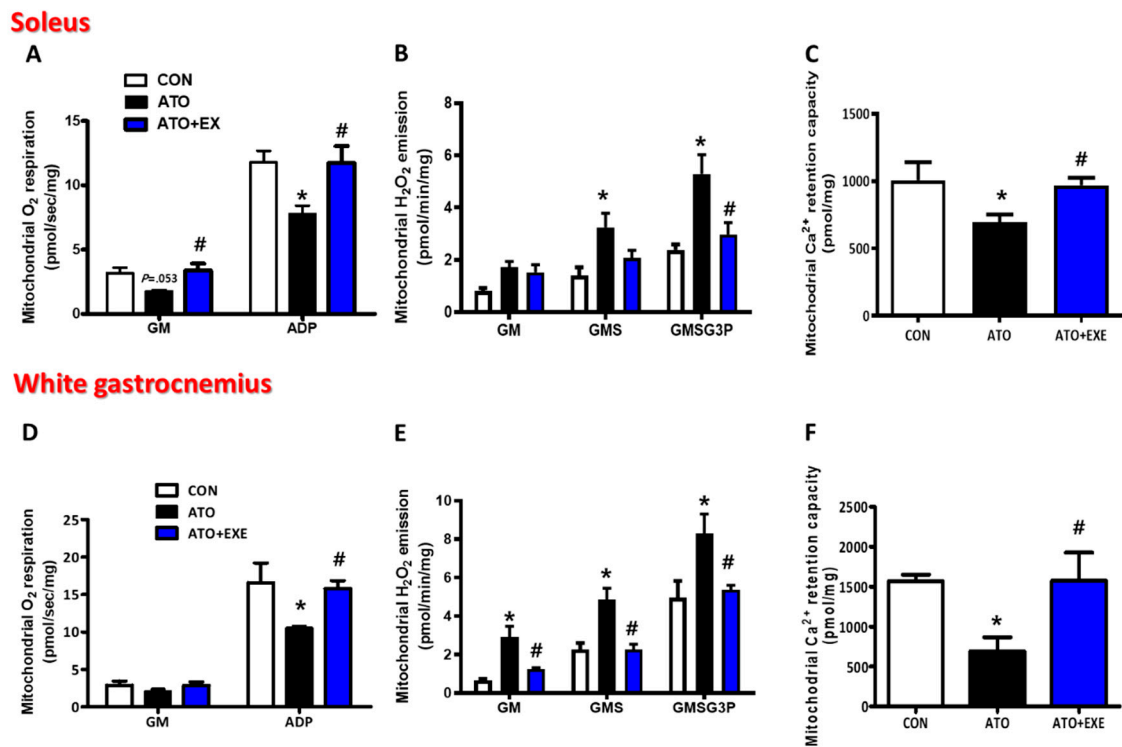 Soleus
A
B
C
CON
ATO
ATO+EX
Mitochondrial O2 respiration
(pmol/sec/mg)
15
10
5
0
P=.053
#
*
#
GM
ADP
Mitochondrial H2O2 emission
(pmol/min/mg)
8
6
4
2
0
*
*
#
GM
GMS
GMSG3P
Mitochodrial Ca2+ retention capacity
(pmol/mg)
1500
1000
500
0
*
#
CON
ATO
ATO+EXE
White gastrocnemius
D
E
F
CON
ATO
ATO+EXE
Mitochondrial O2 respiration
(pmol/sec/mg)
25
20
15
10
5
0
*
#
GM
ADP
Mitochondrial H2O2 emission
(pmol/min/mg)
10
8
6
4
2
0
*
#
*
#
*
#
GM
GMS
GMSG3P
Mitochodrial Ca2+ retention capacity
(pmol/mg)
2500
2000
1500
1000
500
0
*
#
CON
ATO
ATO+EXE